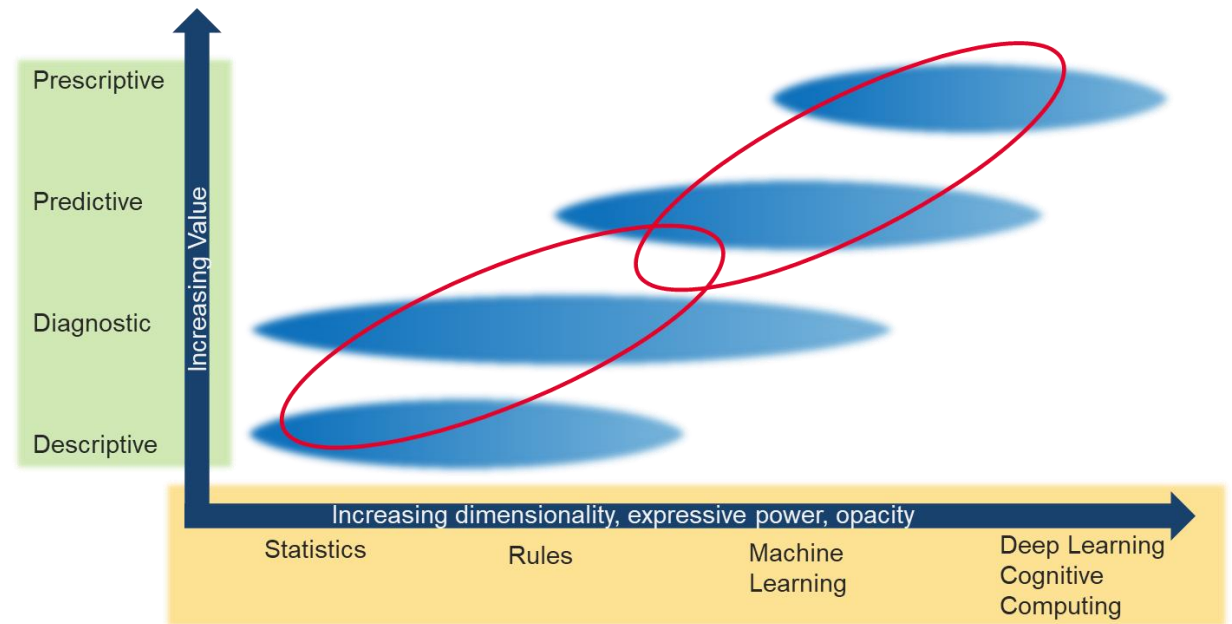 Prescriptive
Predictive
Diagnostic
Descriptive
Increasing Value
Increasing dimensionality, expressive power, opacity
Statistics
Rules
Machine
Learning
Deep Learning
Cognitive
Computing